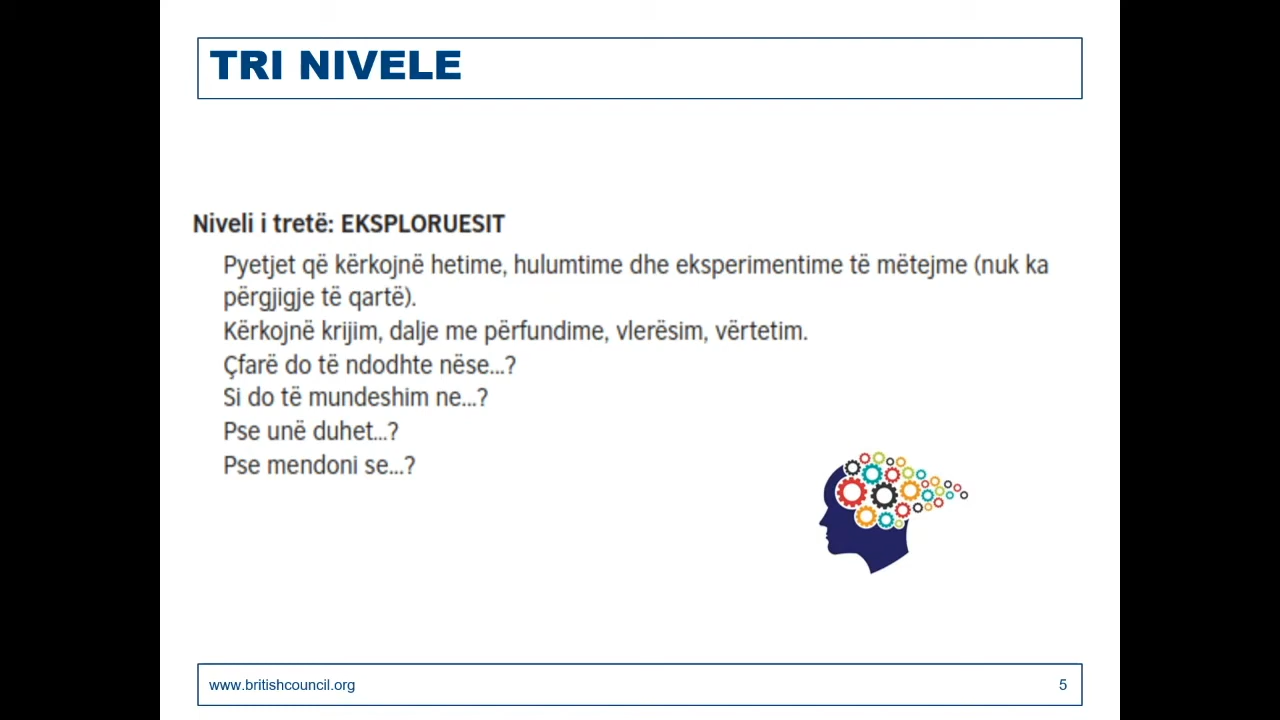 TRI NIVELE
Niveli i tretë: EKSPLORUESIT
Pyetjet që kërkojnë hetime, hulumtime dhe eksperimentime të mëtejme (nuk ka
përgjigje të qartë).
Kërkojnë krijim, dalje me përfundime, vlerësim, vërtetim.
Çfarë do të ndodhte nëse...?
Si do të mundeshim ne...?
Pse unë duhet...?
Pse mendoni se...?
www.britishcouncil.org 5